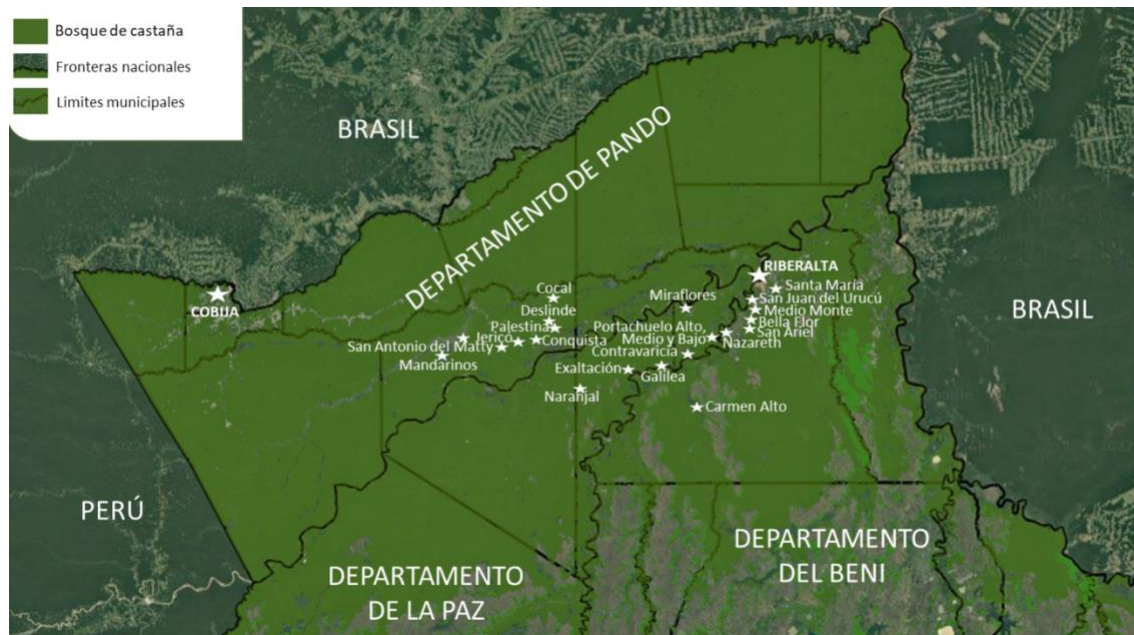 Bosque de castaña
Fronteras nacionales
Limites municipales
BRASIL
DEPARTAMENTO DE PANDO
COBIJA
RIBERALTA
Santa María
San Juan del Urucú
Medio Monte
Bella Flor
San Ariel
Nazareth
Miraflores
Portachuelo Alto,
Medio y Bajo
Contravaricía
Galilea
Exaltación
Carmen Alto
Naranjal
Cocal
Deslinde
Palestina
Conquista
Jerico
San Antonio del Matty
Mandarinos
BRASIL
PERÚ
DEPARTAMENTO
DE LA PAZ
DEPARTAMENTO
DEL BENI